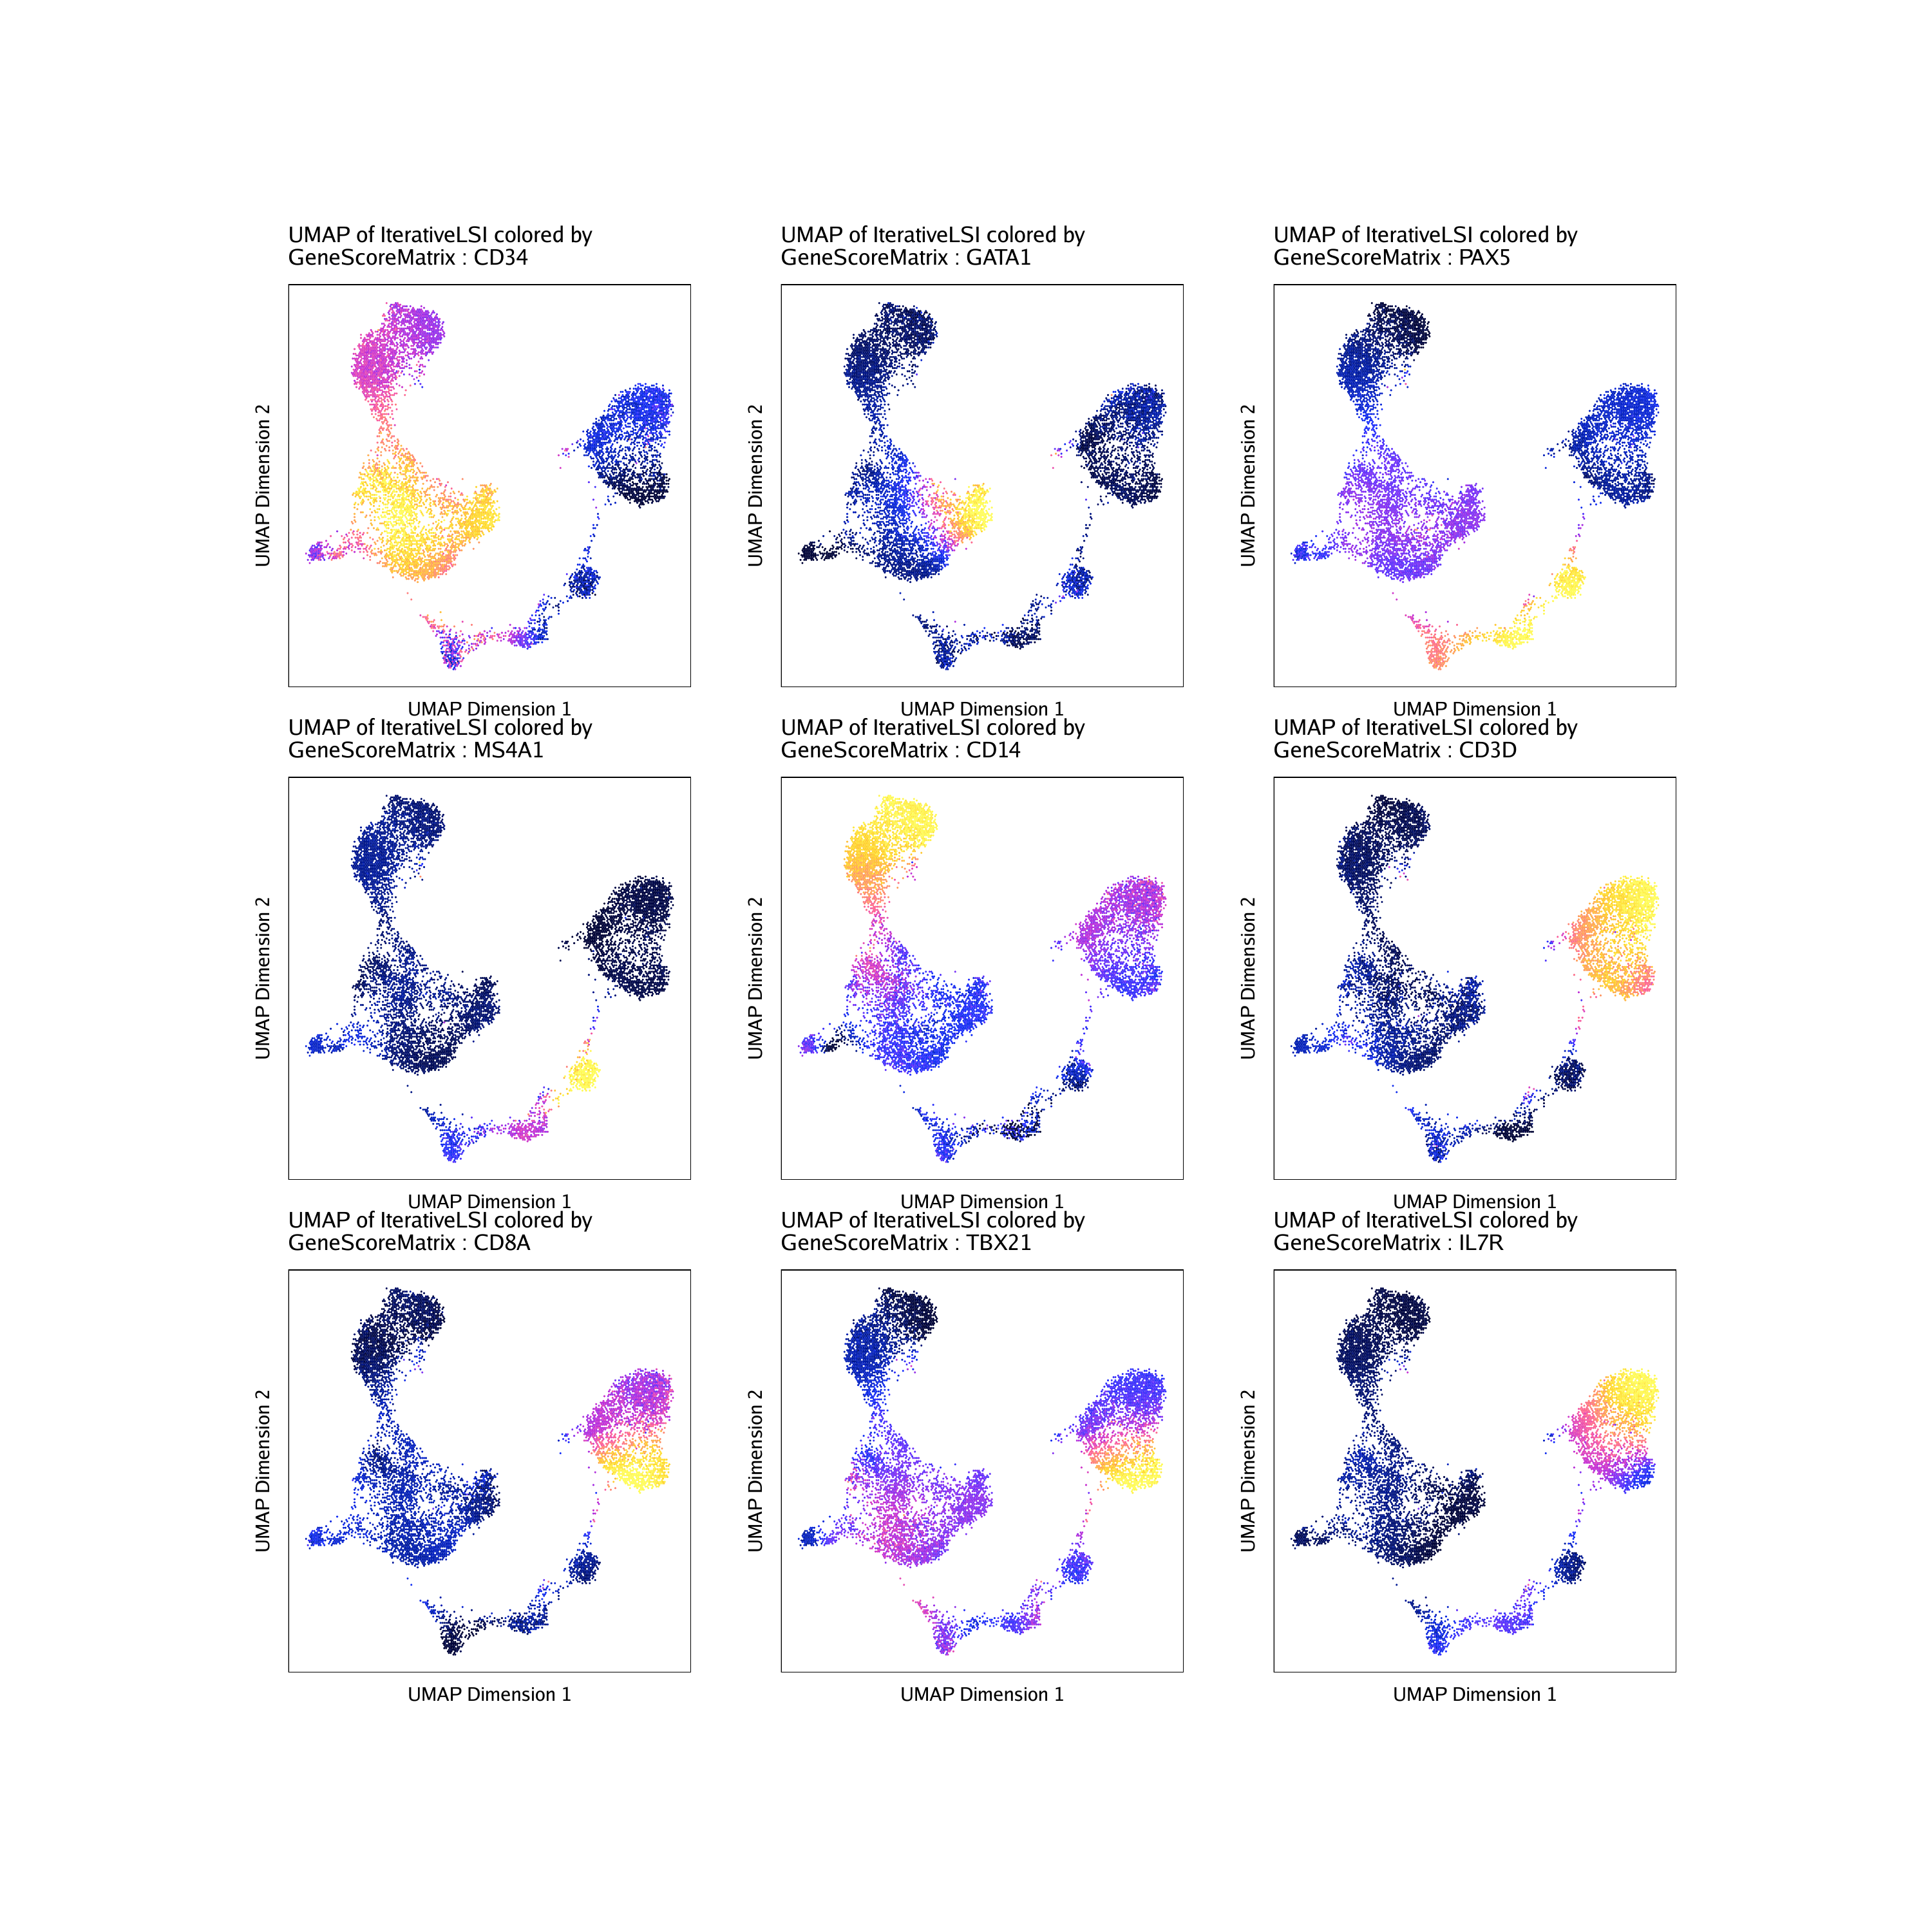 UMAP of IterativeLSI colored by
GeneScoreMatrix : CD34
UMAP Dimension 2
UMAP Dimension 1
UMAP of IterativeLSI colored by
GeneScoreMatrix : GATA1
UMAP Dimension 2
UMAP Dimension 1
UMAP of IterativeLSI colored by
GeneScoreMatrix : PAX5
UMAP Dimension 2
UMAP Dimension 1
UMAP of IterativeLSI colored by
GeneScoreMatrix : MS4A1
UMAP Dimension 2
UMAP Dimension 1
UMAP of IterativeLSI colored by
GeneScoreMatrix : CD14
UMAP Dimension 2
UMAP Dimension 1
UMAP of IterativeLSI colored by
GeneScoreMatrix : CD3D
UMAP Dimension 2
UMAP Dimension 1
UMAP of IterativeLSI colored by
GeneScoreMatrix : CD8A
UMAP Dimension 2
UMAP Dimension 1
UMAP of IterativeLSI colored by
GeneScoreMatrix : TBX21
UMAP Dimension 2
UMAP Dimension 1
UMAP of IterativeLSI colored by
GeneScoreMatrix : IL7R
UMAP Dimension 2
UMAP Dimension 1